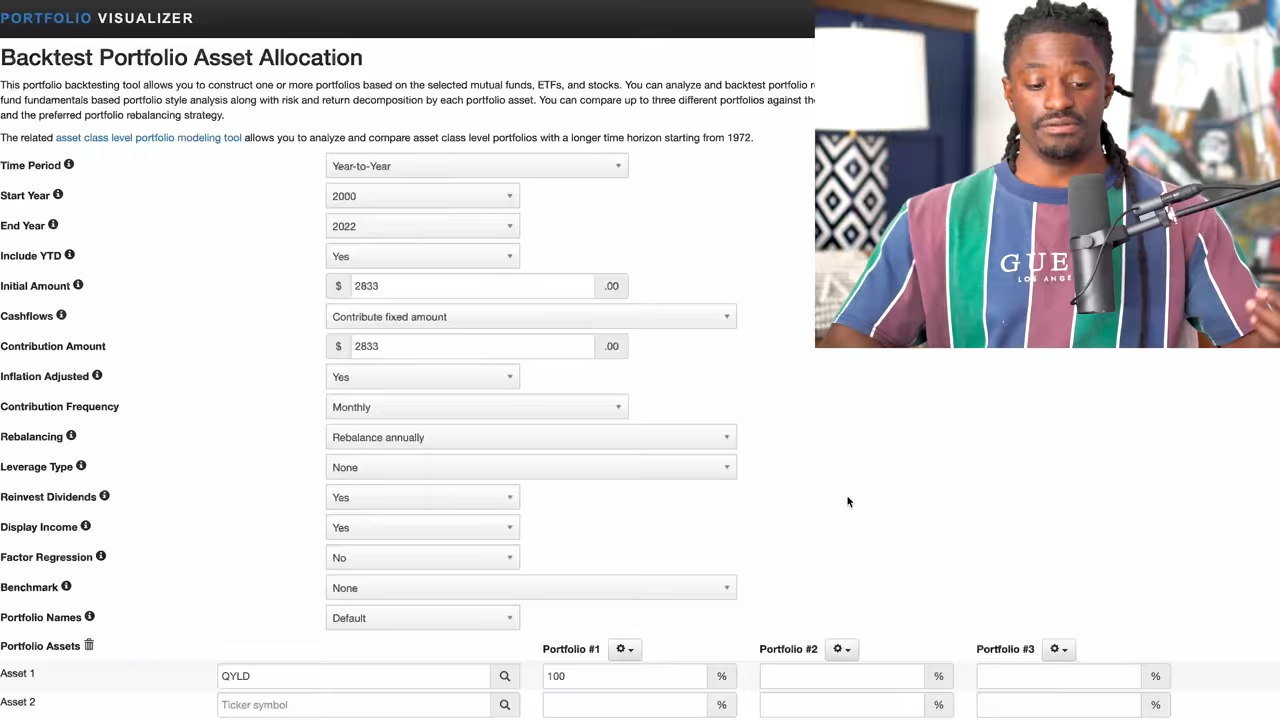 PORTFOLIO VISUALIZER
Backtest Portfolio Asset Allocation
This portfolio backtesting tool allows you to construct one or more portfolios based on the selected mutual funds, ETFs, and stocks. You can analyze and backtest portfolio r
fund fundamentals based portfolio style analysis along with risk and return decomposition by each portfolio asset. You can compare up to three different portfolios against th
and the preferred portfolio rebalancing strategy.
The related asset class level portfolio modeling tool allows you to analyze and compare asset class level portfolios with a longer time horizon starting from 1972.
Time Period Year-to-Year
Start Year 2000
End Year 2022
Include YTD Yes
Initial Amount $ 2833 .00
Cashflows Contribute fixed amount
Contribution Amount $ 2833 .00
Inflation Adjusted Yes
Contribution Frequency Monthly
Rebalancing Rebalance annually
Leverage Type None
Reinvest Dividends Yes
Display Income Yes
Factor Regression No
Benchmark None
Portfolio Names Default
Portfolio Assets Portfolio #1 Portfolio #2 Portfolio #3
Asset 1 QYLD 100 % % %
Asset 2 Ticker symbol % % %
GUE
LOS ANGE